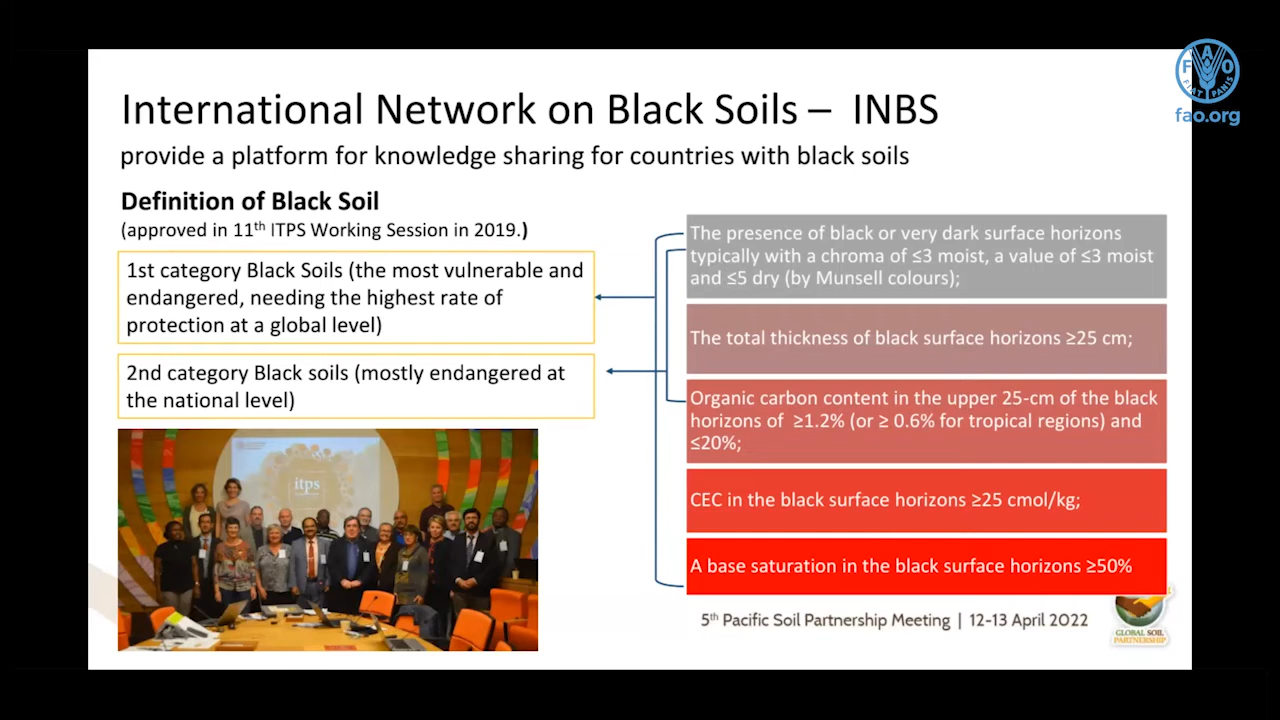 FAO
FIAT PANIS
fao.org
International Network on Black Soils – INBS
provide a platform for knowledge sharing for countries with black soils
Definition of Black Soil
(approved in 11th ITPS Working Session in 2019.)
1st category Black Soils (the most vulnerable and
endangered, needing the highest rate of
protection at a global level)
2nd category Black soils (mostly endangered at
the national level)
itps
The presence of black or very dark surface horizons
typically with a chroma of ≤3 moist, a value of ≤3 moist
and ≤5 dry (by Munsell colours);
The total thickness of black surface horizons ≥25 cm;
Organic carbon content in the upper 25-cm of the black
horizons of ≥1.2% (or ≥ 0.6% for tropical regions) and
≤20%;
CEC in the black surface horizons ≥25 cmol/kg;
A base saturation in the black surface horizons ≥50%
5th Pacific Soil Partnership Meeting | 12-13 April 2022
GLOBAL SOIL
PARTNERSHIP